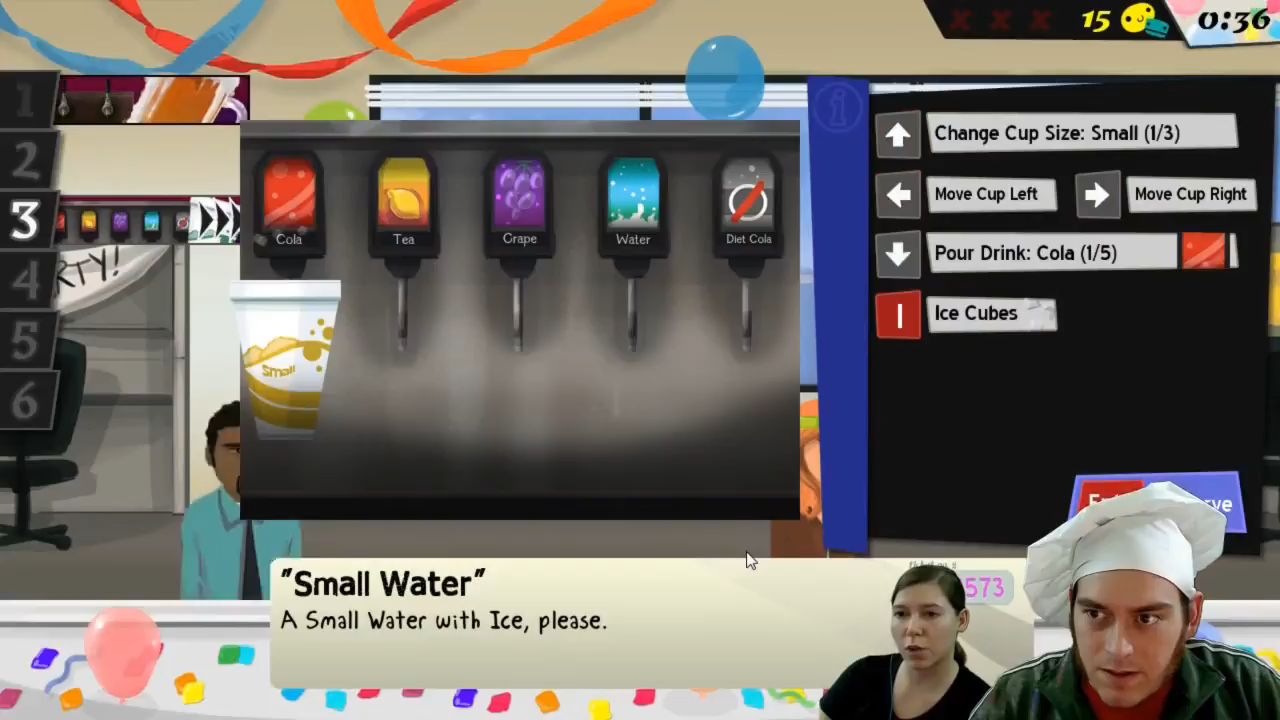 15
0:36
1
2
3
4
5
6
RTY!
Cola
Tea
Grape
Water
Diet Cola
Small
Change Cup Size: Small (1/3)
Move Cup Left
Move Cup Right
Pour Drink: Cola (1/5)
I
Ice Cubes
"Small Water"
A Small Water with Ice, please.
573